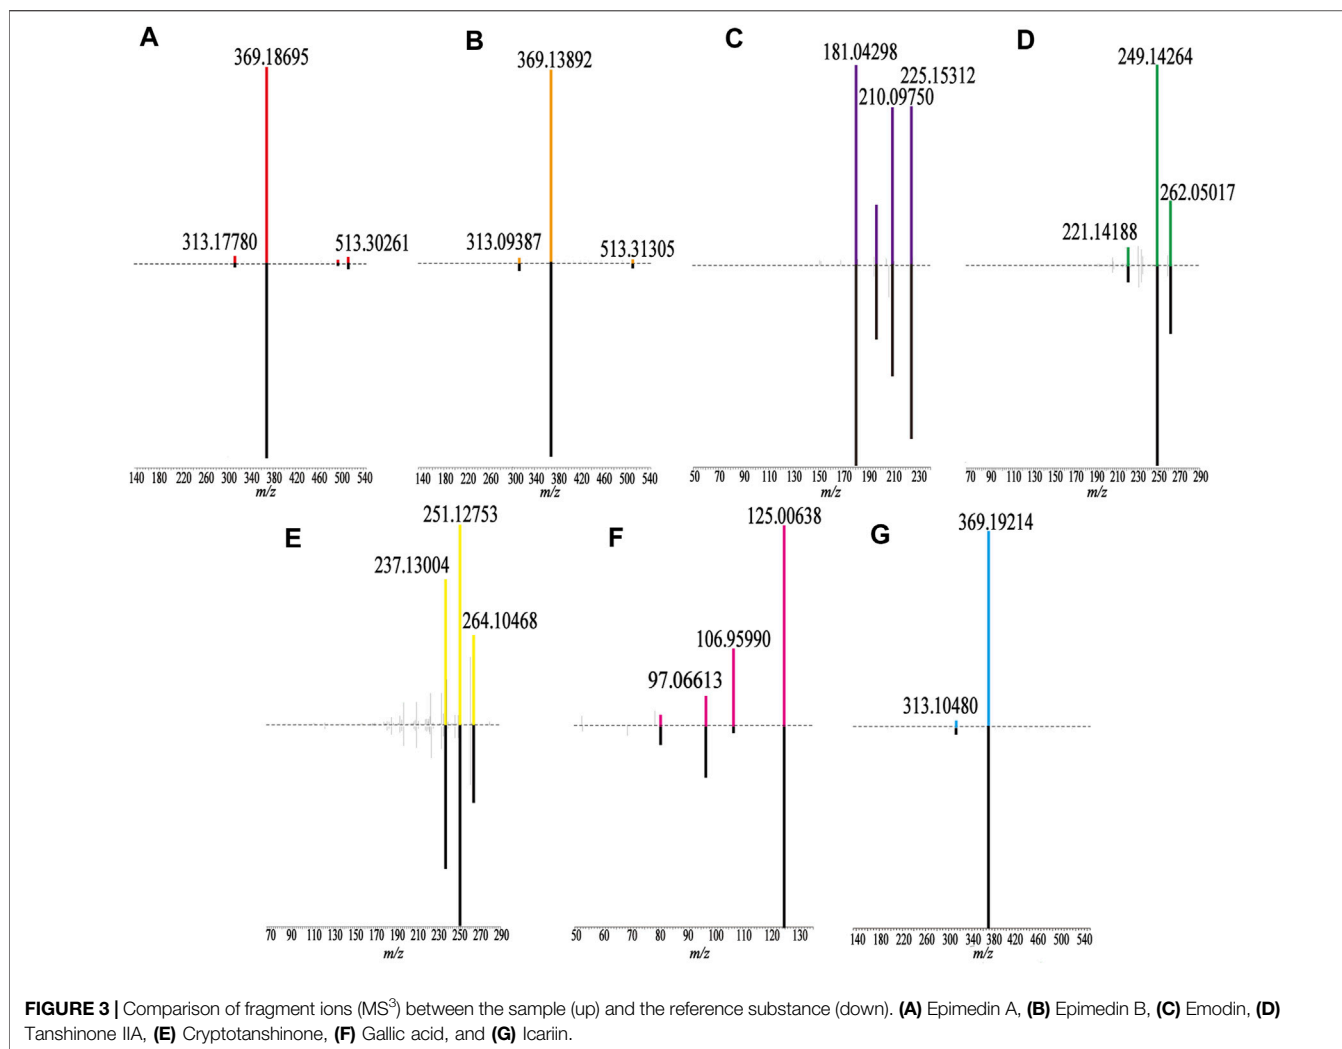 A
B
C
D
369.18695
369.13892
181.04298
225.15312
210.09750
249.14264
262.05017
313.17780
513.30261
313.09387
513.31305
221.14188
140 180 220 260 300 340 380 420 460 500 540
140 180 220 260 300 340 380 420 460 500 540
50 70 90 110 130 150 170 190 210 230
70 90 110 130 150 170 190 210 230 250 270 290
m/z
m/z
m/z
m/z
E
F
G
251.12753
125.00638
369.19214
237.13004
264.10468
106.95990
97.06613
313.10480
70 90 110 130 150 170 190 210 230 250 270 290
50 60 70 80 90 100 110 120 130
140 180 220 260 300 340 380 420 460 500 540
m/z
m/z
m/z
FIGURE 3 | Comparison of fragment ions (MS³) between the sample (up) and the reference substance (down). (A) Epimedin A, (B) Epimedin B, (C) Emodin, (D)
Tanshinone IIA, (E) Cryptotanshinone, (F) Gallic acid, and (G) Icariin.